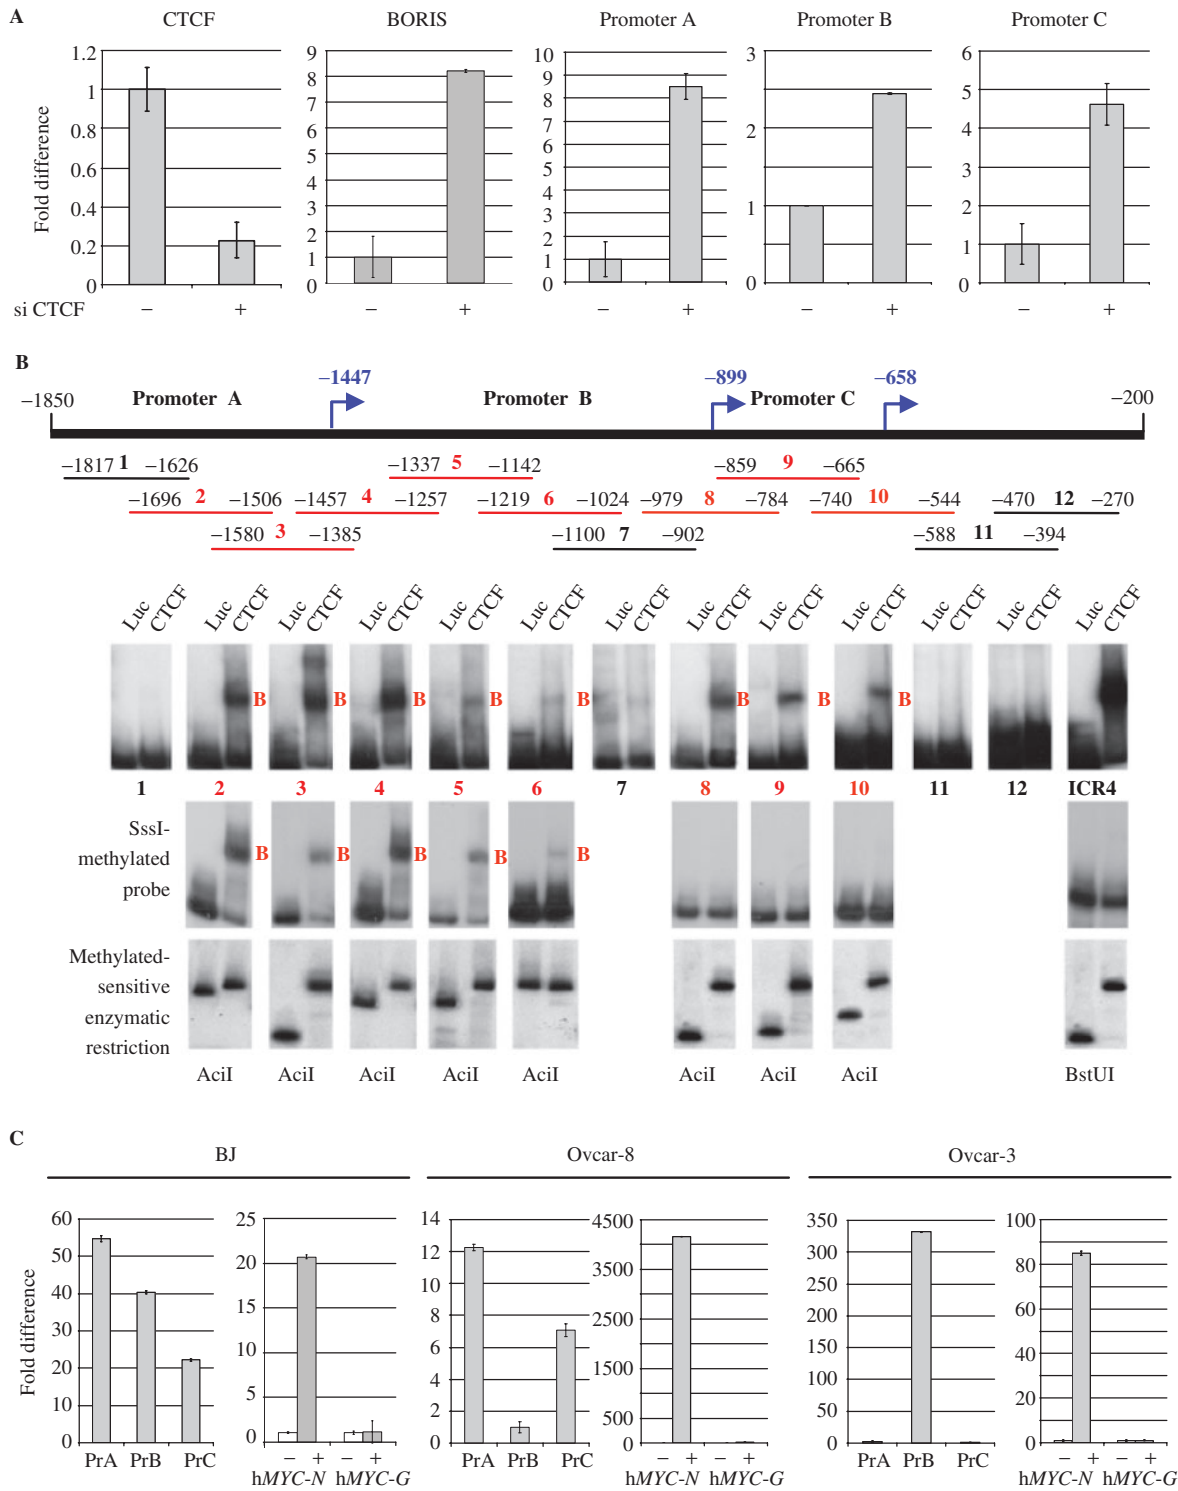 A
CTCF
BORIS
Promoter A
Promoter B
Promoter C
Fold difference
1.2
1
0.8
0.6
0.4
0.2
0
9
8
7
6
5
4
3
2
1
0
10
9
8
7
6
5
4
3
2
1
0
3
2
1
0
6
5
4
3
2
1
0
si CTCF − + − + − + − + − +
B
−1850 Promoter A −1447 Promoter B −899 Promoter C −658 −200
−1817 1 −1626
−1337 5 −1142
−859 9 −665
−1696 2 −1506
−1457 4 −1257
−1219 6 −1024
−979 8 −784
−740 10 −544
−470 12 −270
−1580 3 −1385
−1100 7 −902
−588 11 −394
Luc CTCF Luc CTCF Luc CTCF Luc CTCF Luc CTCF Luc CTCF Luc CTCF Luc CTCF Luc CTCF Luc CTCF Luc CTCF Luc CTCF Luc CTCF
B B B B B B B B
1 2 3 4 5 6 7 8 9 10 11 12 ICR4
SssI-
methylated
probe
B B B B B
Methylated-
sensitive
enzymatic
restriction
AciI AciI AciI AciI AciI AciI AciI AciI BstUI
C
BJ
Ovcar-8
Ovcar-3
Fold difference
60
50
40
30
20
10
0
PrA PrB PrC
25
20
15
10
5
0
− + − +
hMYC-N hMYC-G
14
12
10
8
6
4
2
0
PrA PrB PrC
4500
3500
2500
1500
500
0
− + − +
hMYC-N hMYC-G
350
300
250
200
150
100
50
0
PrA PrB PrC
100
80
60
40
20
0
− + − +
hMYC-N hMYC-G